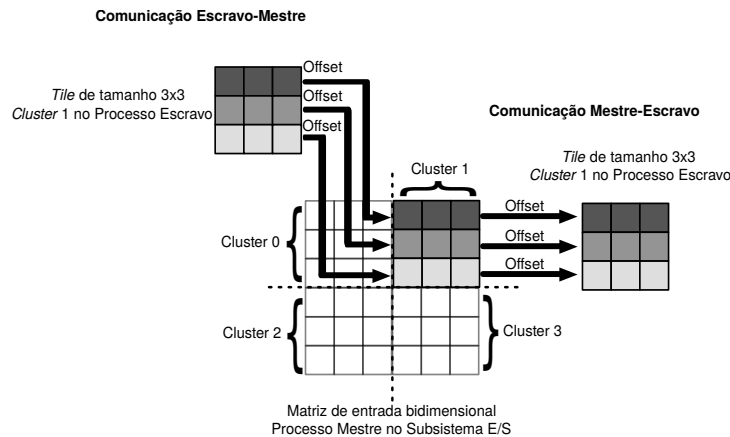 Comunicação Escravo-Mestre
Offset
Tile de tamanho 3x3
Cluster 1 no Processo Escravo
Offset
Offset
Comunicação Mestre-Escravo
Tile de tamanho 3x3
Cluster 1 no Processo Escravo
Cluster 1
Offset
Offset
Offset
Cluster 0
Cluster 2
Cluster 3
Matriz de entrada bidimensional
Processo Mestre no Subsistema E/S